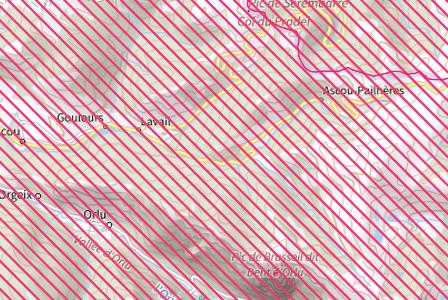 Pic de Sérembarre
Col du Pradel
Ascou-Pailhères
Goulours
Lavail
cou
Orgeix
Orlu
Vallée d'Orlu
Pic de Brasseil dit
Dent d'Orlu